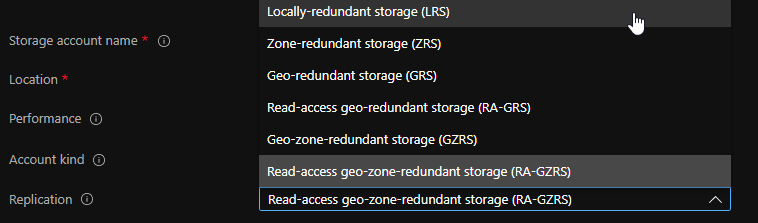 Locally-redundant storage (LRS)
Storage account name *
Zone-redundant storage (ZRS)
Location *
Geo-redundant storage (GRS)
Read-access geo-redundant storage (RA-GRS)
Performance
Geo-zone-redundant storage (GZRS)
Account kind
Read-access geo-zone-redundant storage (RA-GZRS)
Replication
Read-access geo-zone-redundant storage (RA-GZRS)